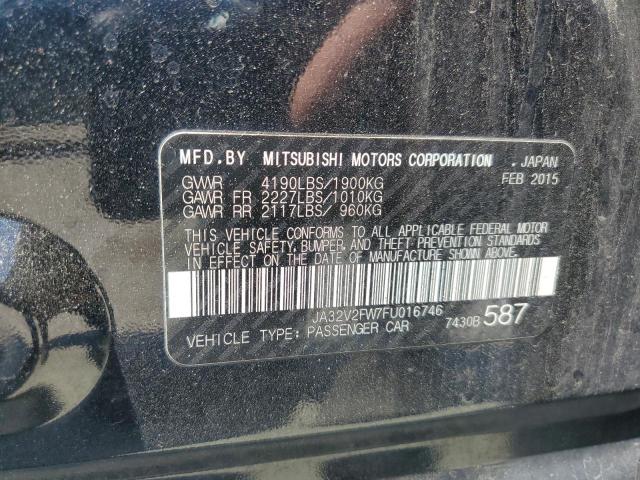 MFD.BY MITSUBISHI MOTORS CORPORATION , JAPAN
GVWR 4190LBS/1900KG FEB 2015
GAWR FR 2227LBS/1010KG
GAWR RR 2117LBS/ 960KG
THIS VEHICLE CONFORMS TO ALL APPLICABLE FEDERAL MOTOR
VEHICLE SAFETY, BUMPER, AND THEFT PREVENTION STANDARDS
IN EFFECT ON THE DATE OF MANUFACTURE SHOWN ABOVE.
JA32V2FW7FU016746
VEHICLE TYPE: PASSENGER CAR 7430B 587